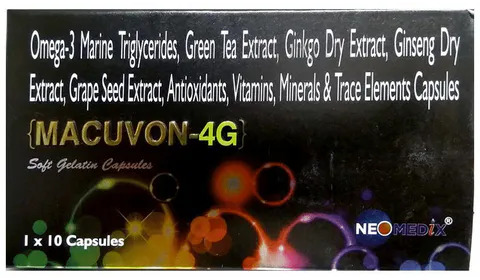 Omega-3 Marine Triglycerides, Green Tea Extract, Ginkgo Dry Extract, Ginseng Dry
Extract, Grape Seed Extract, Antioxidants, Vitamins, Minerals & Trace Elements Capsules
{MACUVON-4G}
Soft Gelatin Capsules
1 x 10 Capsules
NEOMEDIX®